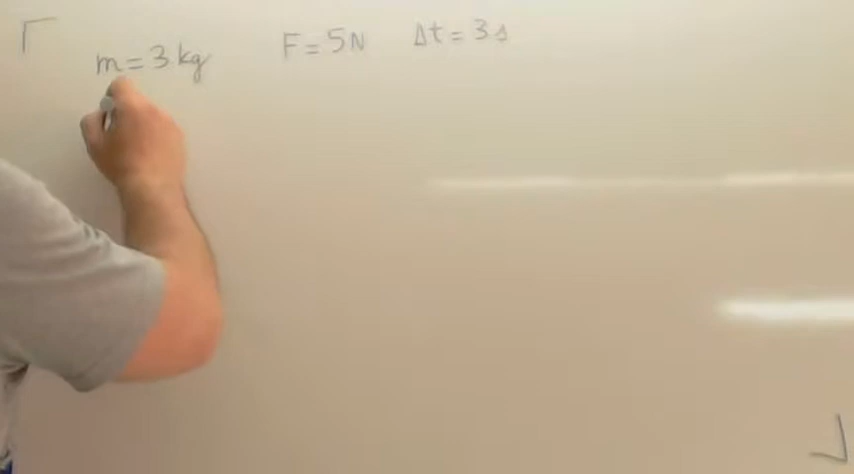 m = 3 kg F = 5 N Δt = 3 s